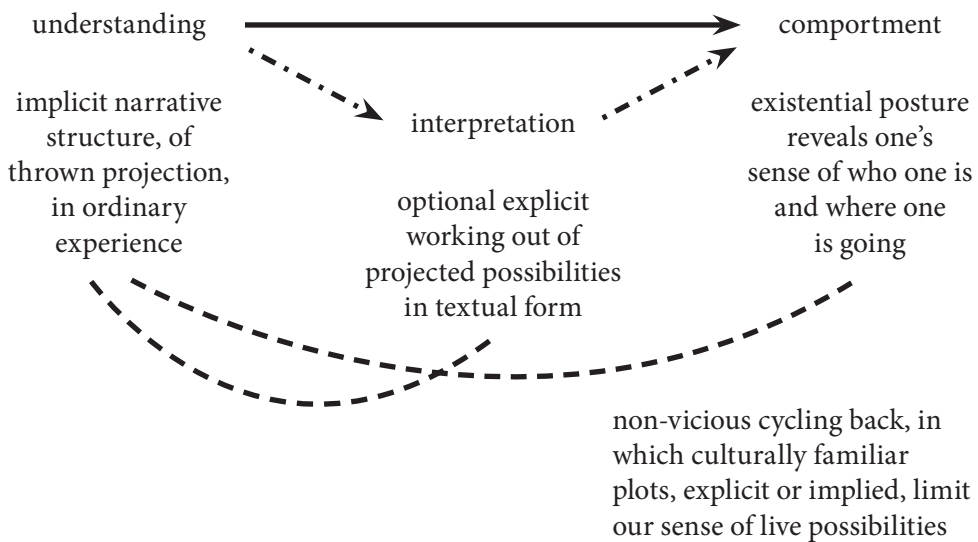 understanding
comportment
implicit narrative
structure, of
thrown projection,
in ordinary
experience
interpretation
optional explicit
working out of
projected possibilities
in textual form
existential posture
reveals one’s
sense of who one is
and where one
is going
non-vicious cycling back, in
which culturally familiar
plots, explicit or implied, limit
our sense of live possibilities